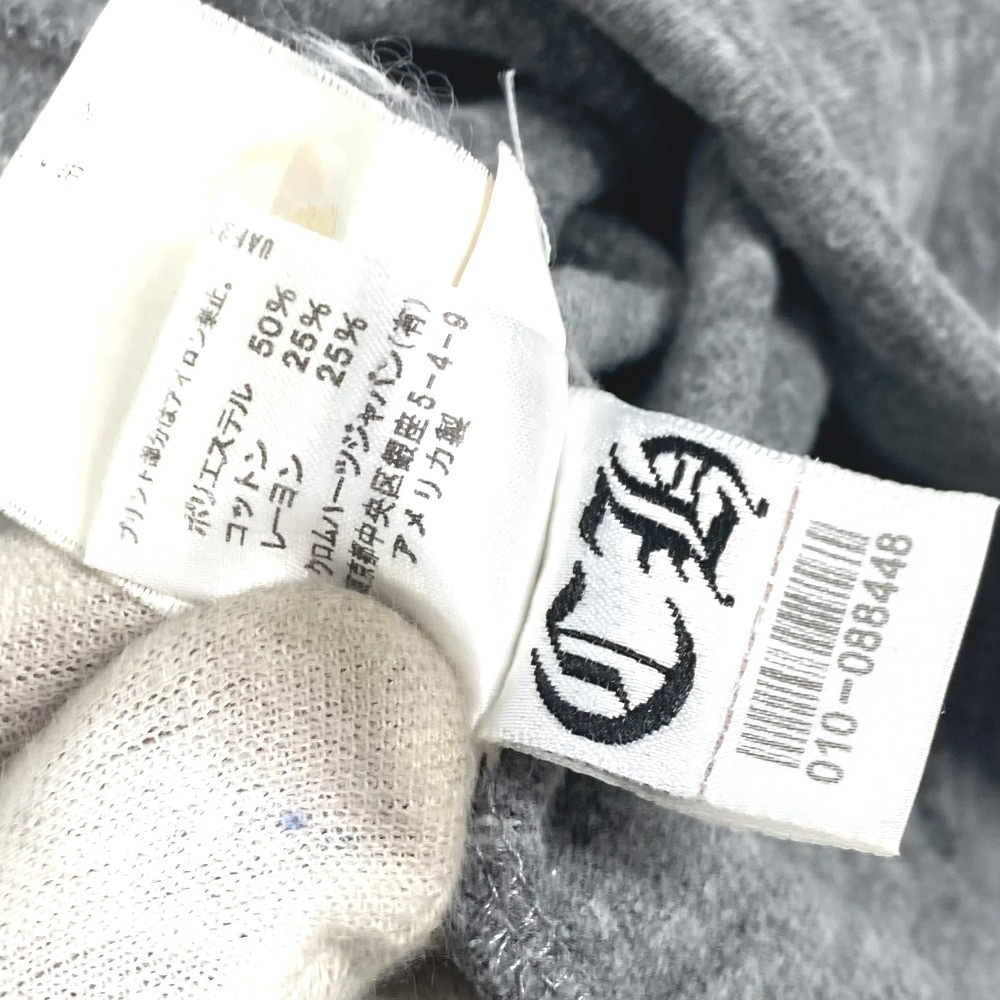 プリント部分はアイロン禁止。
ポリエステル 50%
コットン 25%
レーヨン 25%
クロムハーツジャパン(有)
東京都中央区銀座5-4-9
アメリカ製
CH
010-088448